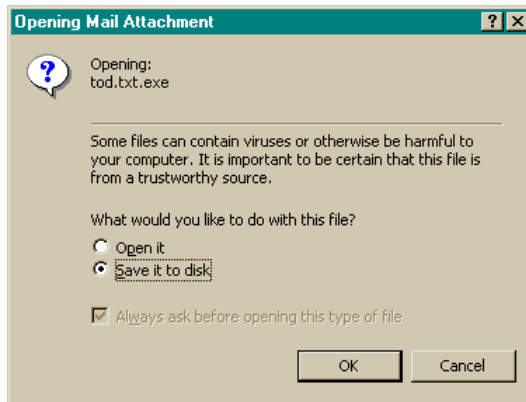 Opening Mail Attachment
Opening:
tod.txt.exe
Some files can contain viruses or otherwise be harmful to
your computer. It is important to be certain that this file is
from a trustworthy source.
What would you like to do with this file?
Open it
Save it to disk
Always ask before opening this type of file
OK Cancel